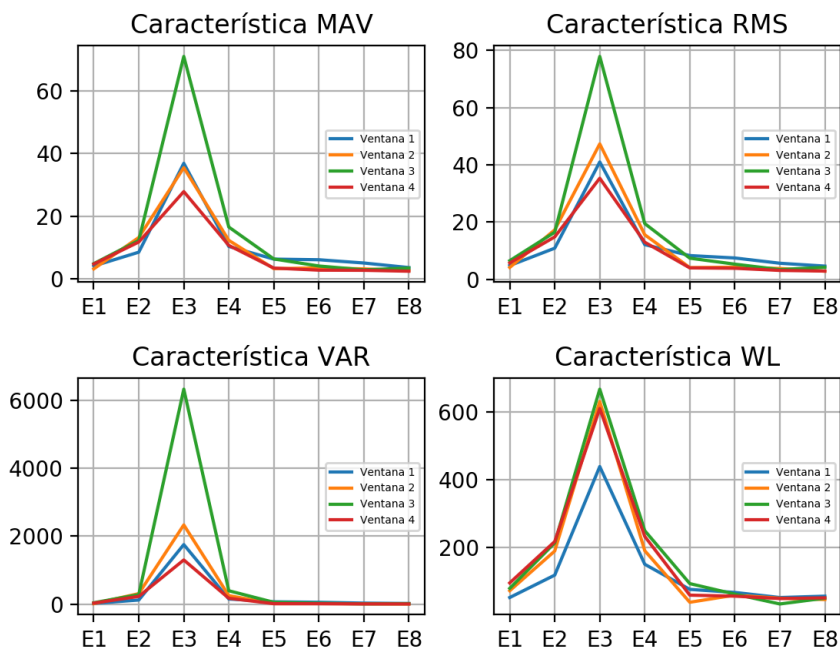 Característica MAV
60
40
20
0
Ventana 1
Ventana 2
Ventana 3
Ventana 4
E1 E2 E3 E4 E5 E6 E7 E8
Característica RMS
80
60
40
20
0
Ventana 1
Ventana 2
Ventana 3
Ventana 4
E1 E2 E3 E4 E5 E6 E7 E8
Característica VAR
6000
4000
2000
0
Ventana 1
Ventana 2
Ventana 3
Ventana 4
E1 E2 E3 E4 E5 E6 E7 E8
Característica WL
600
400
200
Ventana 1
Ventana 2
Ventana 3
Ventana 4
E1 E2 E3 E4 E5 E6 E7 E8